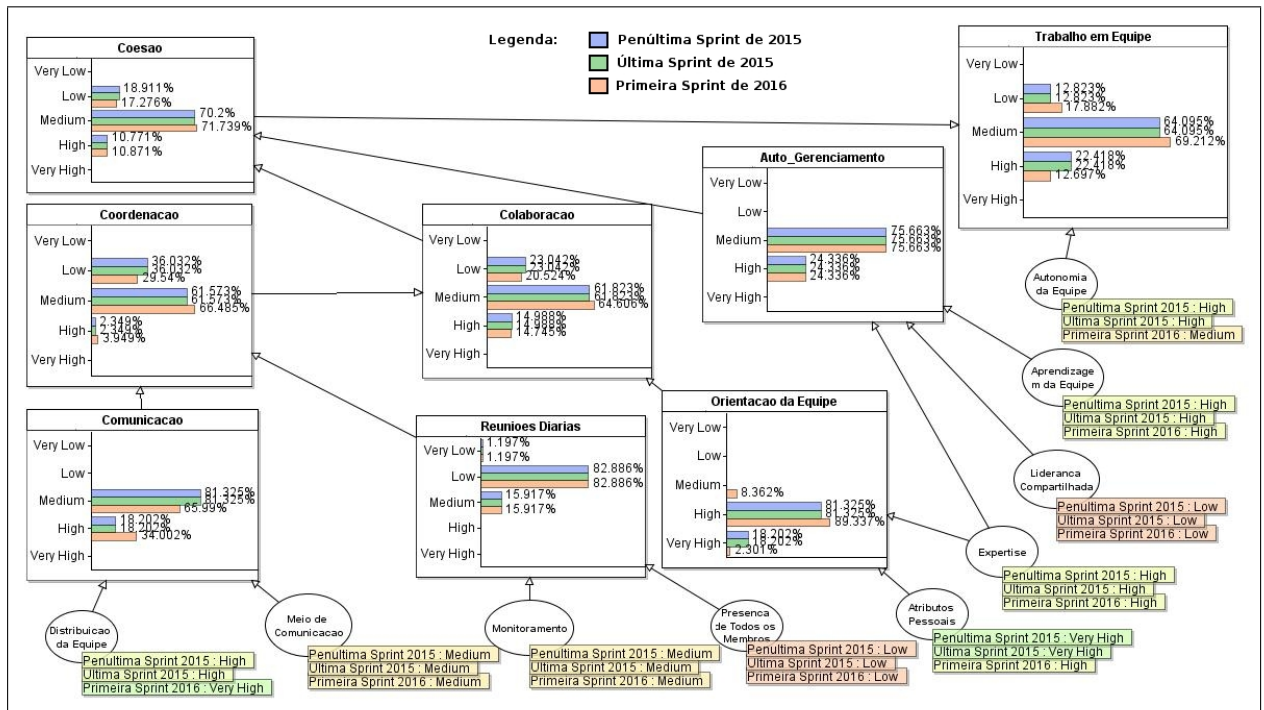 Legenda:
Penúltima Sprint de 2015
Última Sprint de 2015
Primeira Sprint de 2016
Coesao
Very Low
Low
18.911%
17.276%
Medium
70.2%
71.739%
High
10.771%
10.871%
Very High
Trabalho em Equipe
Very Low
Low
12.823%
12.823%
17.882%
Medium
64.095%
64.095%
69.212%
High
22.418%
22.418%
12.697%
Very High
Auto_Gerenciamento
Very Low
Low
Medium
75.663%
75.663%
75.663%
High
24.336%
24.336%
24.336%
Very High
Coordenacao
Very Low
Low
36.032%
36.032%
29.54%
Medium
61.573%
61.573%
66.485%
High
2.349%
2.349%
3.949%
Very High
Colaboracao
Very Low
Low
23.042%
23.042%
20.524%
Medium
61.823%
61.823%
64.606%
High
14.988%
14.988%
14.745%
Very High
Autonomia
da Equipe
Penultima Sprint 2015 : High
Ultima Sprint 2015 : High
Primeira Sprint 2016 : Medium
Aprendizage
m da Equipe
Penultima Sprint 2015 : High
Ultima Sprint 2015 : High
Primeira Sprint 2016 : High
Comunicacao
Very Low
Low
Medium
81.325%
81.325%
65.99%
High
18.202%
18.202%
34.002%
Very High
Reunioes Diarias
Very Low
1.197%
1.197%
Low
82.886%
82.886%
Medium
15.917%
15.917%
High
Very High
Orientacao da Equipe
Very Low
Low
Medium
8.362%
High
81.325%
81.325%
89.337%
Very High
18.202%
18.202%
2.301%
Lideranca
Compartilhada
Penultima Sprint 2015 : Low
Ultima Sprint 2015 : Low
Primeira Sprint 2016 : Low
Expertise
Penultima Sprint 2015 : High
Ultima Sprint 2015 : High
Primeira Sprint 2016 : High
Distribuicao
da Equipe
Penultima Sprint 2015 : High
Ultima Sprint 2015 : High
Primeira Sprint 2016 : Very High
Meio de
Comunicacao
Penultima Sprint 2015 : Medium
Ultima Sprint 2015 : Medium
Primeira Sprint 2016 : Medium
Monitoramento
Penultima Sprint 2015 : Medium
Ultima Sprint 2015 : Medium
Primeira Sprint 2016 : Medium
Presenca
de Todos os
Membros
Penultima Sprint 2015 : Low
Ultima Sprint 2015 : Low
Primeira Sprint 2016 : Low
Atributos
Pessoais
Penultima Sprint 2015 : Very High
Ultima Sprint 2015 : Very High
Primeira Sprint 2016 : High